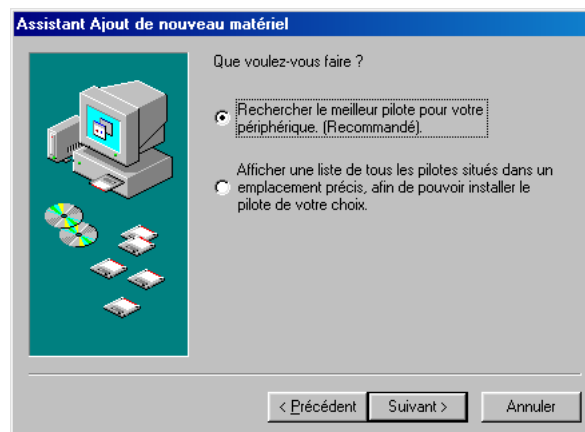 Assistant Ajout de nouveau matériel
Que voulez-vous faire ?
Rechercher le meilleur pilote pour votre
périphérique. (Recommandé).
Afficher une liste de tous les pilotes situés dans un
emplacement précis, afin de pouvoir installer le
pilote de votre choix.
< Précédent
Suivant >
Annuler